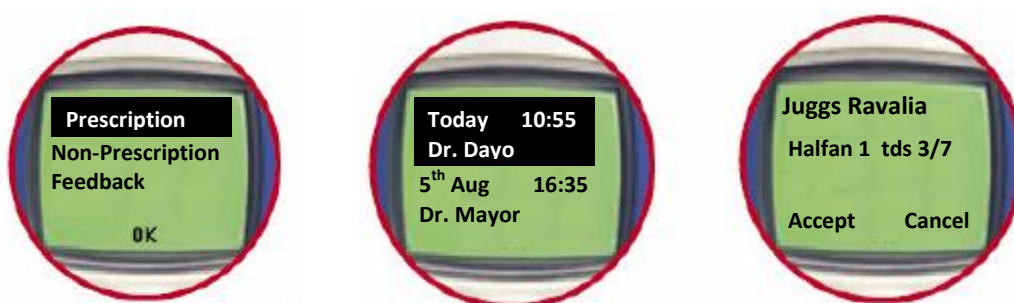 Prescription
Non-Prescription
Feedback
OK
Today 10:55
Dr. Dayo
5th Aug 16:35
Dr. Mayor
Juggs Ravalia
Halfan 1 tds 3/7
Accept Cancel